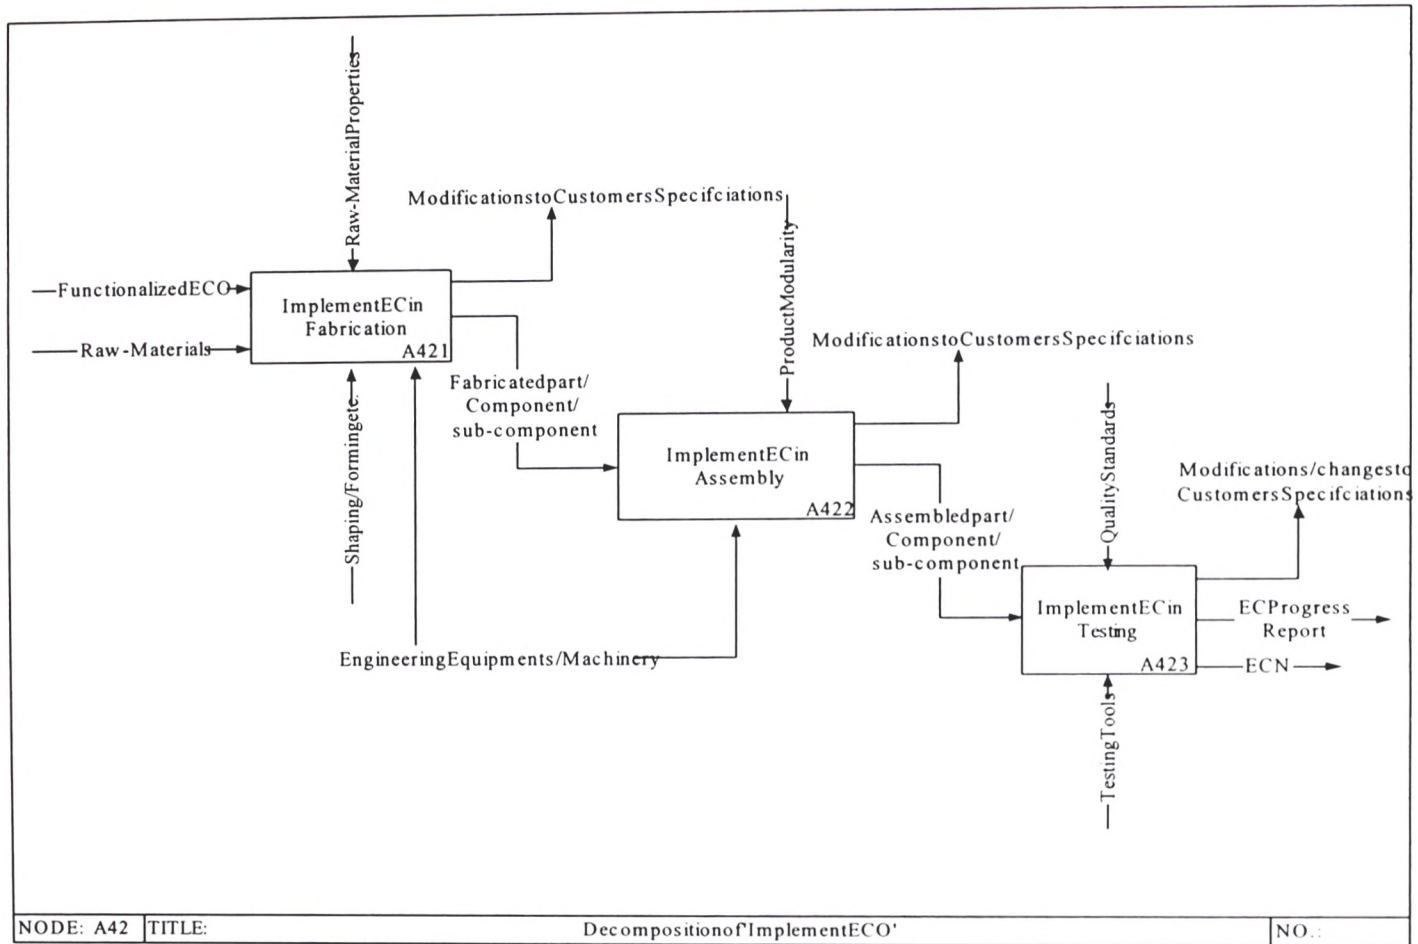 Raw-MaterialProperties
ModificationstoCustomersSpecifciations
ProductModularity
FunctionalizedECO
Raw-Materials
ImplementECin
Fabrication
A421
Shaping/Formingetc.
Fabricatedpart/
Component/
sub-component
ModificationstoCustomersSpecifciations
ImplementECin
Assembly
A422
EngineeringEquipments/Machinery
Assembledpart/
Component/
sub-component
QualityStandards
Modifications/changesto
CustomersSpecifciations
ImplementECin
Testing
A423
ECProgress
Report
ECN
TestingTools
NODE: A42
TITLE:
Decompositionof'ImplementECO'
NO.: